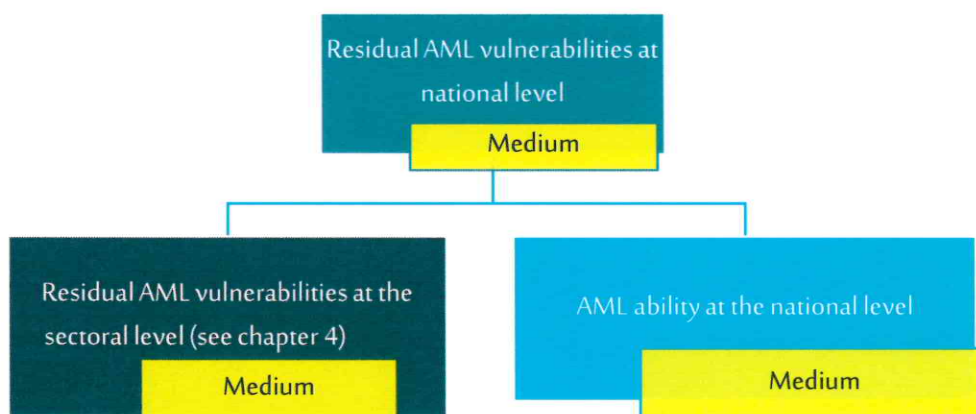 Residual AML vulnerabilities at
national level
Medium
Residual AML vulnerabilities at the
sectoral level (see chapter 4)
Medium
AML ability at the national level
Medium